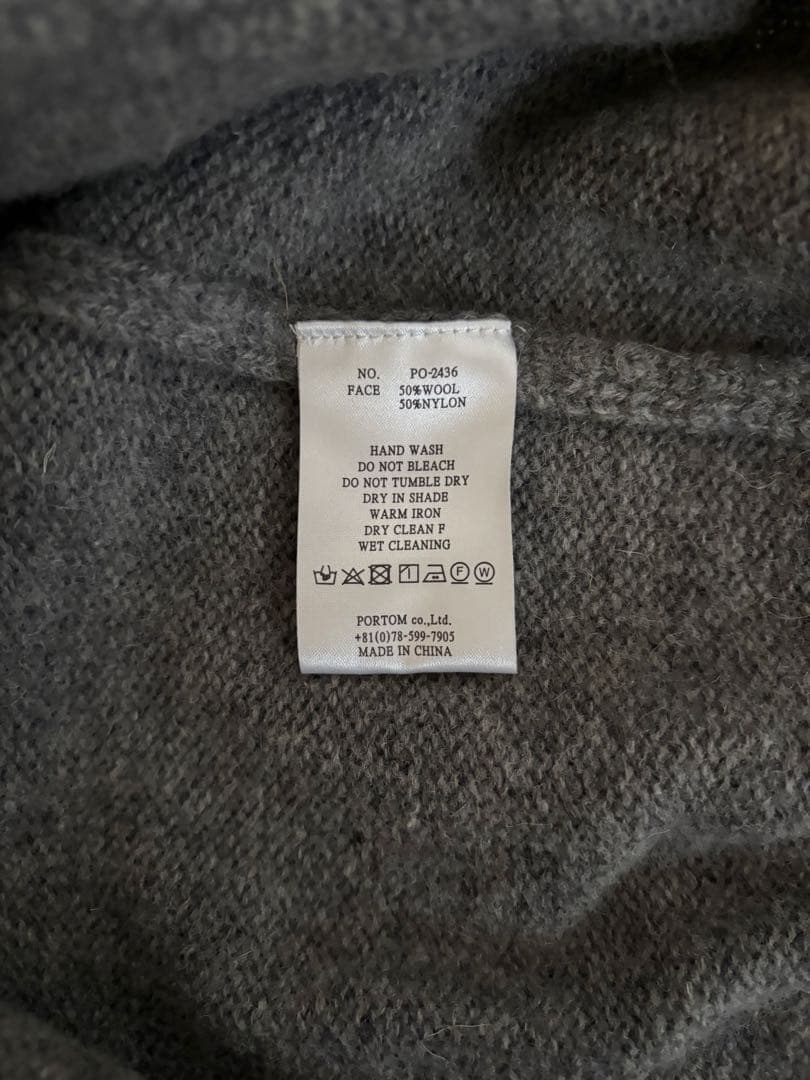 NO. PO-2436
FACE 50%WOOL
50%NYLON
HAND WASH
DO NOT BLEACH
DO NOT TUMBLE DRY
DRY IN SHADE
WARM IRON
DRY CLEAN F
WET CLEANING
F W
PORTOM co.,Ltd.
+81(0)78-599-7905
MADE IN CHINA